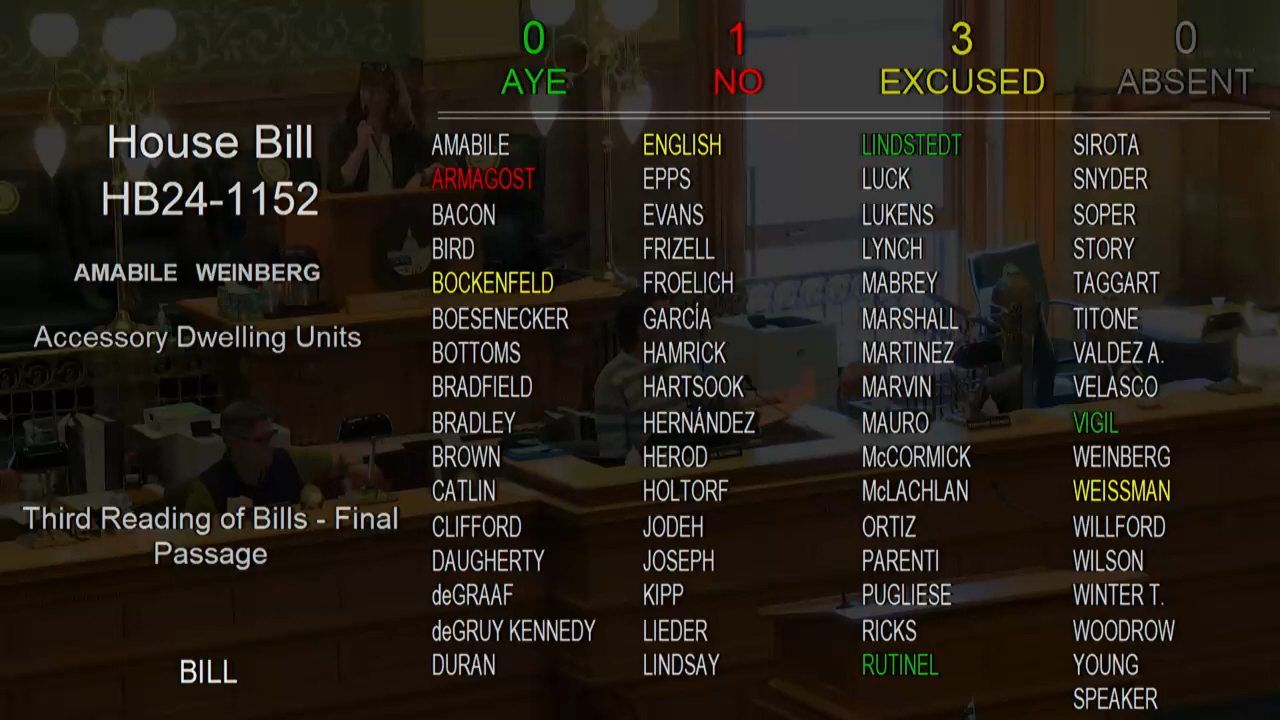 0 1 3 0
AYE NO EXCUSED ABSENT
House Bill
HB24-1152
AMABILE WEINBERG
Accessory Dwelling Units
Third Reading of Bills - Final
Passage
BILL
AMABILE
ARMAGOST
BACON
BIRD
BOCKENFELD
BOESENECKER
BOTTOMS
BRADFIELD
BRADLEY
BROWN
CATLIN
CLIFFORD
DAUGHERTY
deGRAAF
deGRUY KENNEDY
DURAN
ENGLISH
EPPS
EVANS
FRIZELL
FROELICH
GARCÍA
HAMRICK
HARTSOOK
HERNÁNDEZ
HEROD
HOLTORF
JODEH
JOSEPH
KIPP
LIEDER
LINDSAY
LINDSTEDT
LUCK
LUKENS
LYNCH
MABREY
MARSHALL
MARTINEZ
MARVIN
MAURO
McCORMICK
McLACHLAN
ORTIZ
PARENTI
PUGLIESE
RICKS
RUTINEL
SIROTA
SNYDER
SOPER
STORY
TAGGART
TITONE
VALDEZ A.
VELASCO
VIGIL
WEINBERG
WEISSMAN
WILLFORD
WILSON
WINTER T.
WOODROW
YOUNG
SPEAKER